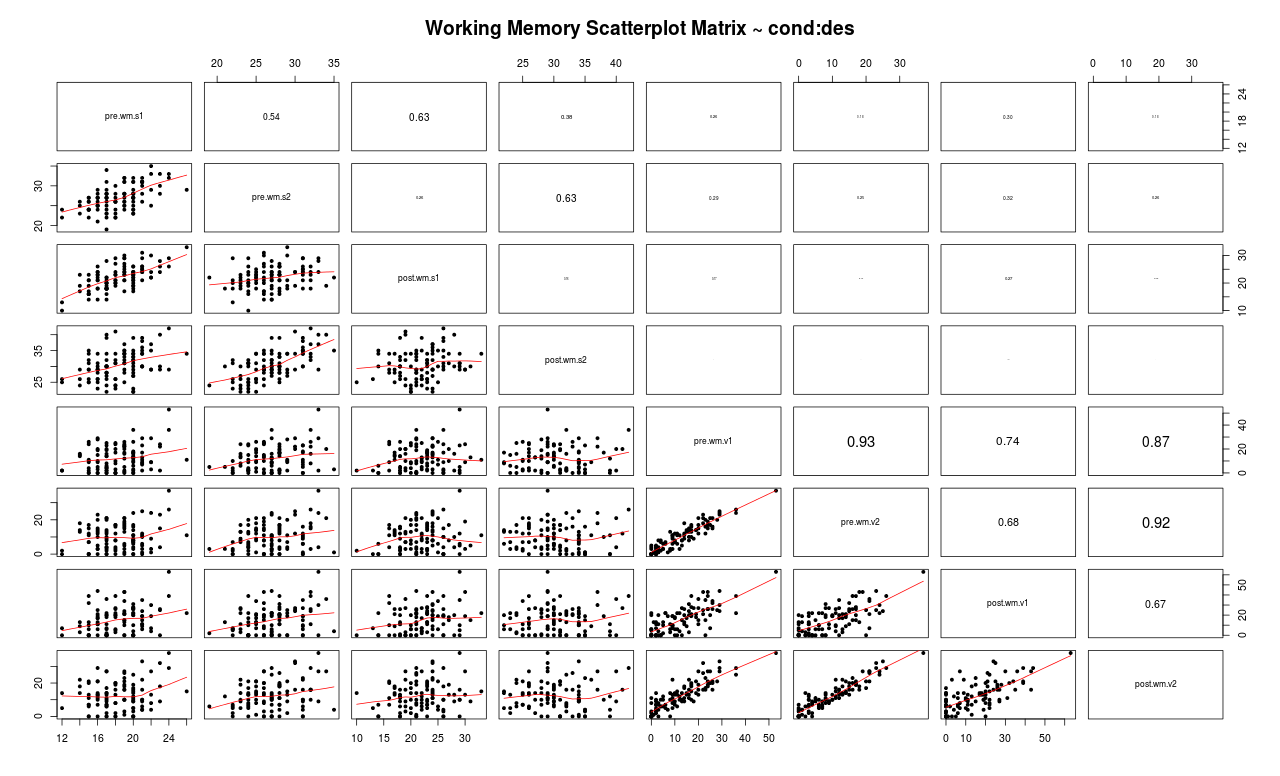 Working Memory Scatterplot Matrix ~ cond:des
20 25 30 35
25 30 35 40
0 10 20 30
0 10 20 30
pre.wm.s1 0.54 0.63 0.38 0.30
12 18 24
20 30
pre.wm.s2 0.63 0.29 0.32
post.wm.s1 0.27
10 20 30
25 35
post.wm.s2
pre.wm.v1 0.93 0.74 0.87
0 20 40
0 20
pre.wm.v2 0.68 0.92
post.wm.v1 0.67
0 20 50
0 20
post.wm.v2
12 16 20 24
10 15 20 25 30
0 10 20 30 40 50
0 10 30 50